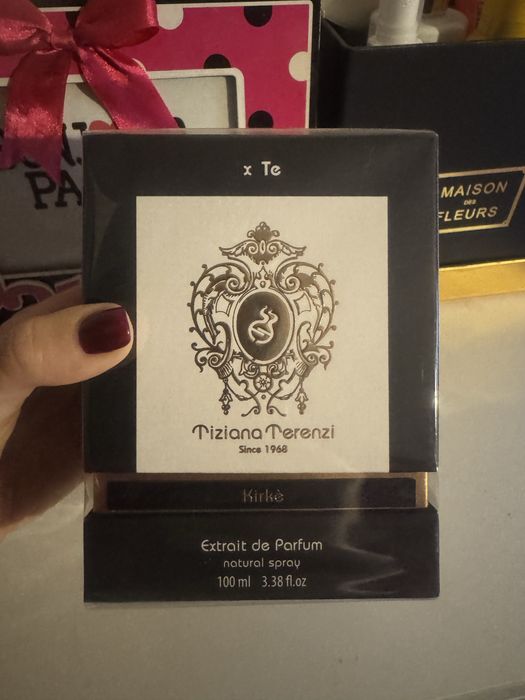 x Te
MAISON
DES
FLEURS
PA
Tiziana Terenzi
Since 1968
Kirkè
Extrait de Parfum
natural spray
100 ml 3.38 fl.oz